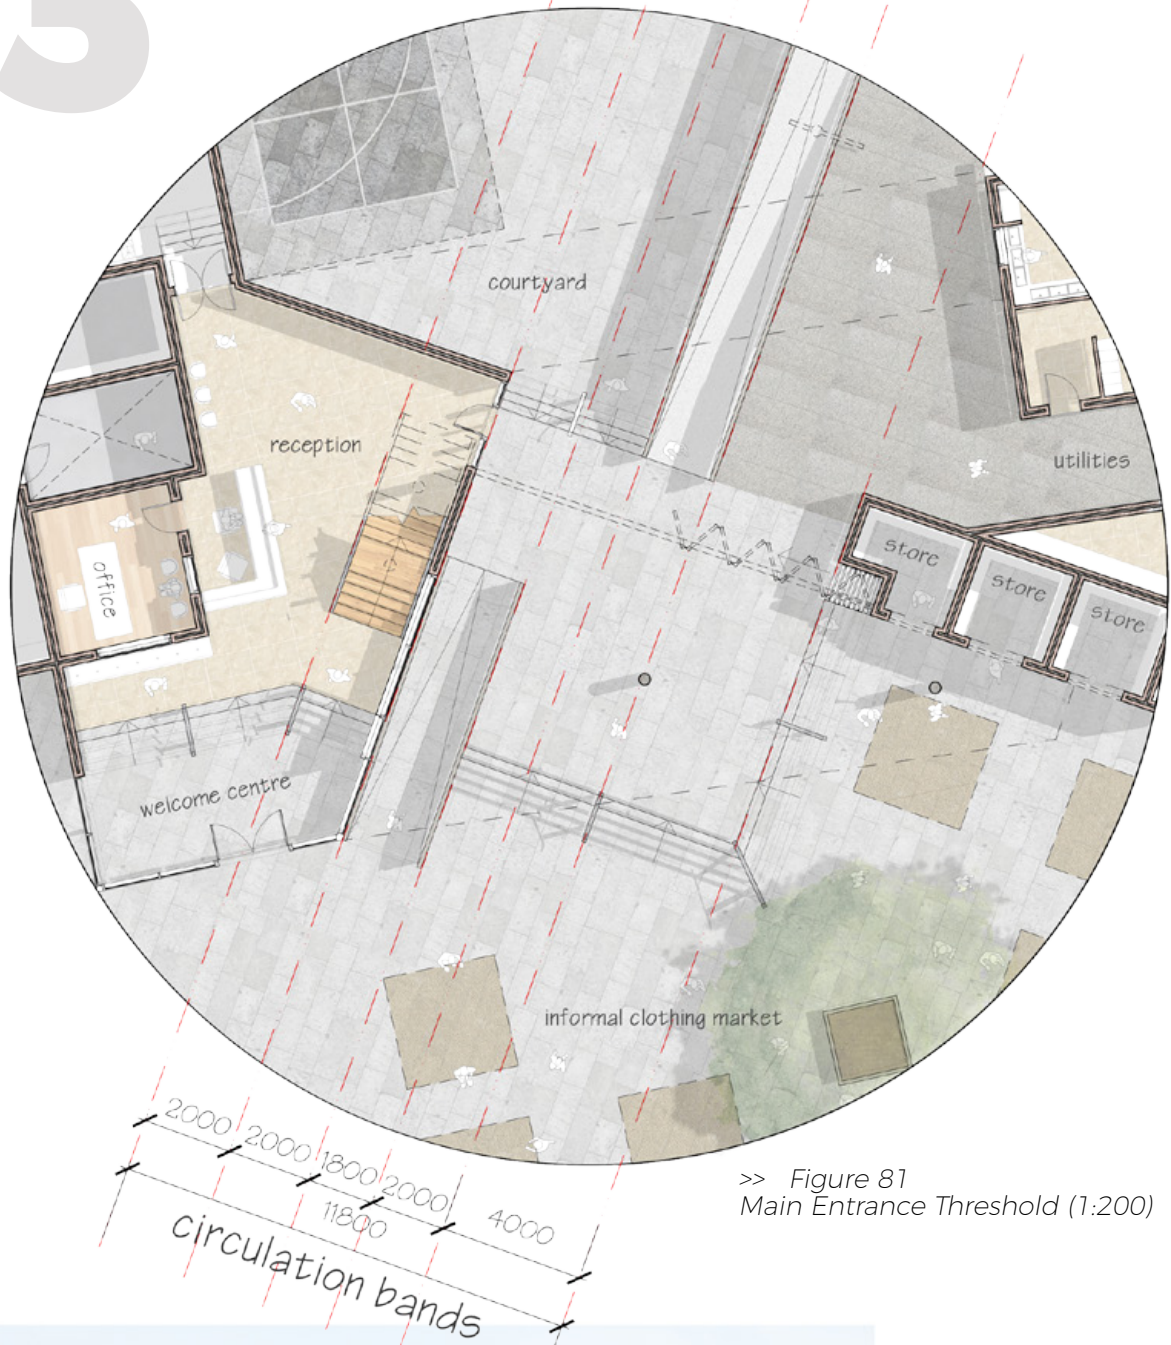 3
courtyard
reception
utilities
store
store
store
office
welcome centre
informal clothing market
2000
2000
1800
2000
4000
11800
circulation bands
>> Figure 81
Main Entrance Threshold (1:200)